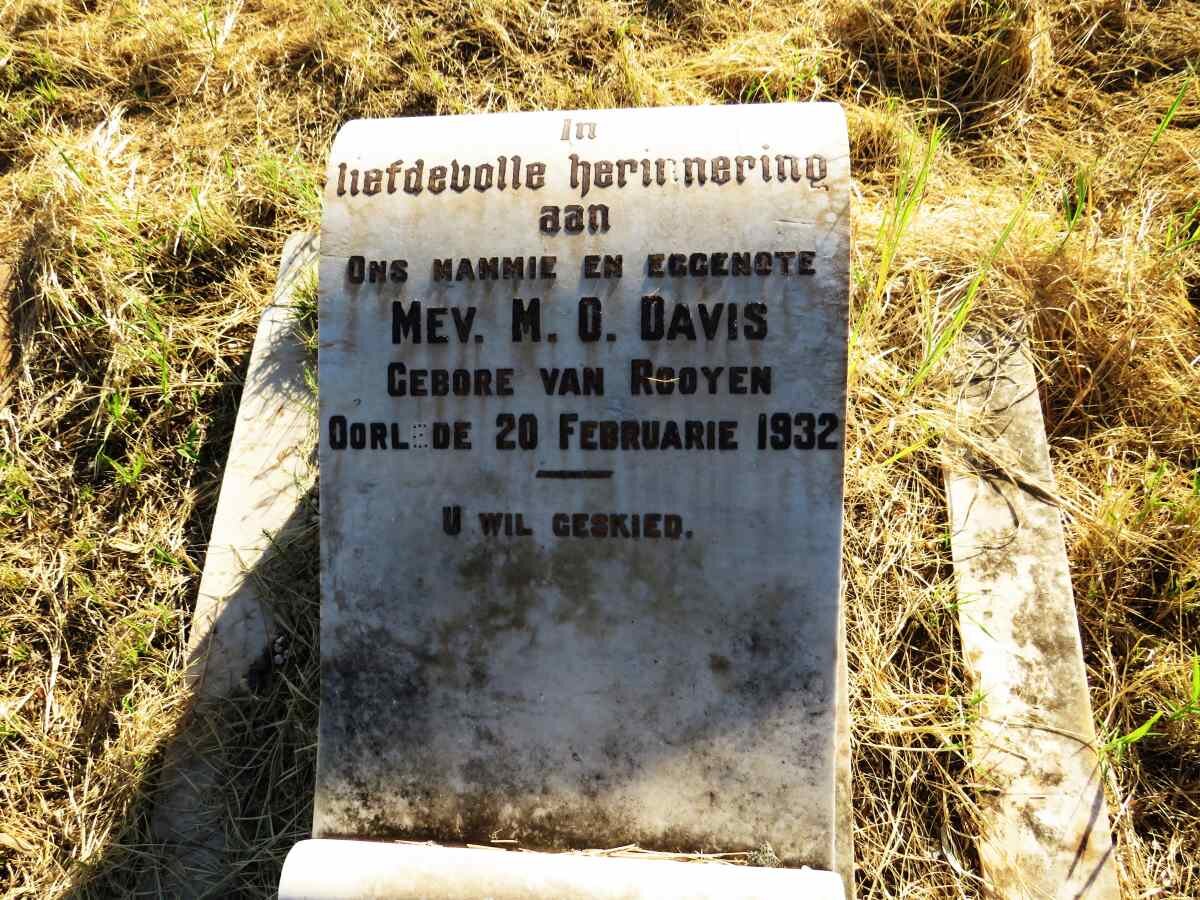 In
liefdevolle herinnering
aan
ONS MAMMIE EN EGGENOTE
MEV. M. O. DAVIS
GEBORE VAN ROOYEN
OORLEDE 20 FEBRUARIE 1932
U WIL GESKIED.